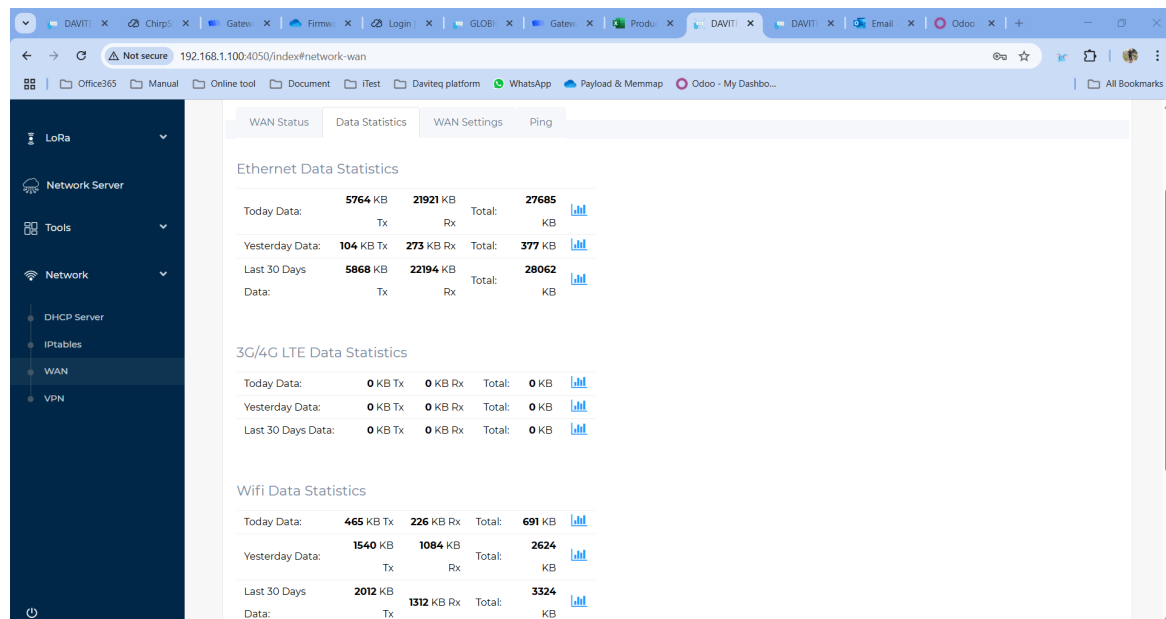 DAVITE
ChirpS
Gatew
Firmw
Login |
GLOBI
Gatew
Produ
DAVITE
DAVITE
Email
Odoo
Not secure 192.168.1.100:4050/index#network-wan
Office365 Manual Online tool Document iTest Daviteq platform WhatsApp Payload & Memmap Odoo - My Dashbo... All Bookmarks
LoRa
Network Server
Tools
Network
DHCP Server
IPtables
WAN
VPN
WAN Status Data Statistics WAN Settings Ping
Ethernet Data Statistics
Today Data: 5764 KB Tx 21921 KB Rx Total: 27685 KB
Yesterday Data: 104 KB Tx 273 KB Rx Total: 377 KB
Last 30 Days Data: 5868 KB Tx 22194 KB Rx Total: 28062 KB
3G/4G LTE Data Statistics
Today Data: 0 KB Tx 0 KB Rx Total: 0 KB
Yesterday Data: 0 KB Tx 0 KB Rx Total: 0 KB
Last 30 Days Data: 0 KB Tx 0 KB Rx Total: 0 KB
Wifi Data Statistics
Today Data: 465 KB Tx 226 KB Rx Total: 691 KB
Yesterday Data: 1540 KB Tx 1084 KB Rx Total: 2624 KB
Last 30 Days Data: 2012 KB Tx 1312 KB Rx Total: 3324 KB